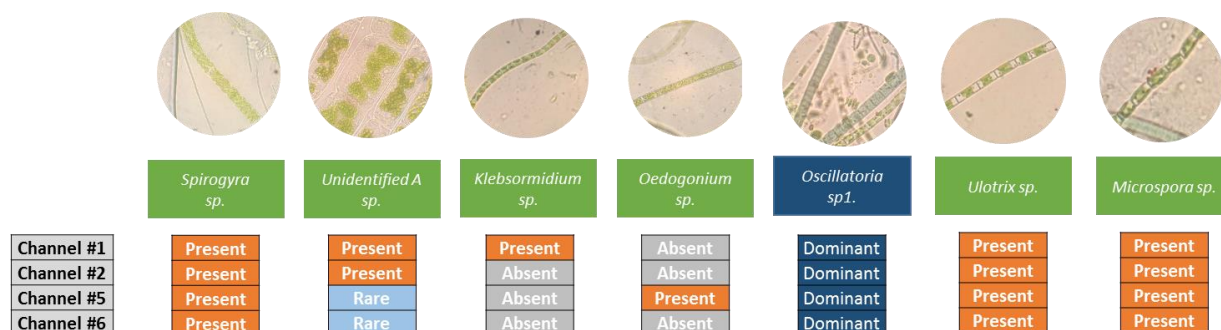 Spirogyra sp.
Unidentified A sp.
Klebsormidium sp.
Oedogonium sp.
Oscillatoria sp1.
Ulotrix sp.
Microspora sp.
Channel #1 Present Present Present Absent Dominant Present Present
Channel #2 Present Present Absent Absent Dominant Present Present
Channel #5 Present Rare Absent Present Dominant Present Present
Channel #6 Present Rare Absent Absent Dominant Present Present